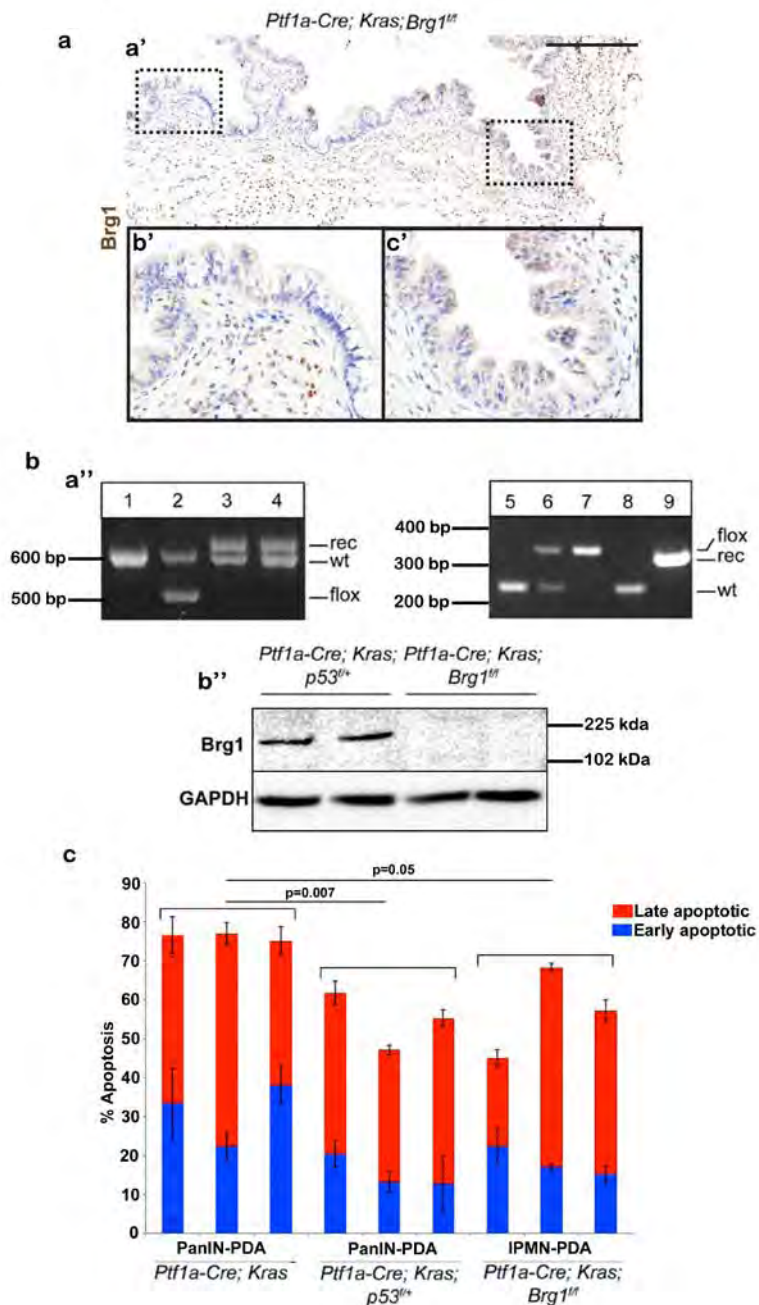 Ptf1a-Cre; Kras;Brg1f/f
a
a'
Brg1
b'
c'
b
a''
1 2 3 4
600 bp
500 bp
rec
wt
flox
5 6 7 8 9
400 bp
300 bp
200 bp
flox
rec
wt
b''
Ptf1a-Cre; Kras; Ptf1a-Cre; Kras;
p53f/+ Brg1f/f
Brg1
GAPDH
225 kda
102 kDa
c
p=0.05
p=0.007
Late apoptotic
Early apoptotic
% Apoptosis
90
80
70
60
50
40
30
20
10
0
PanIN-PDA PanIN-PDA IPMN-PDA
Ptf1a-Cre; Kras Ptf1a-Cre; Kras; Ptf1a-Cre; Kras;
p53f/+ Brg1f/f